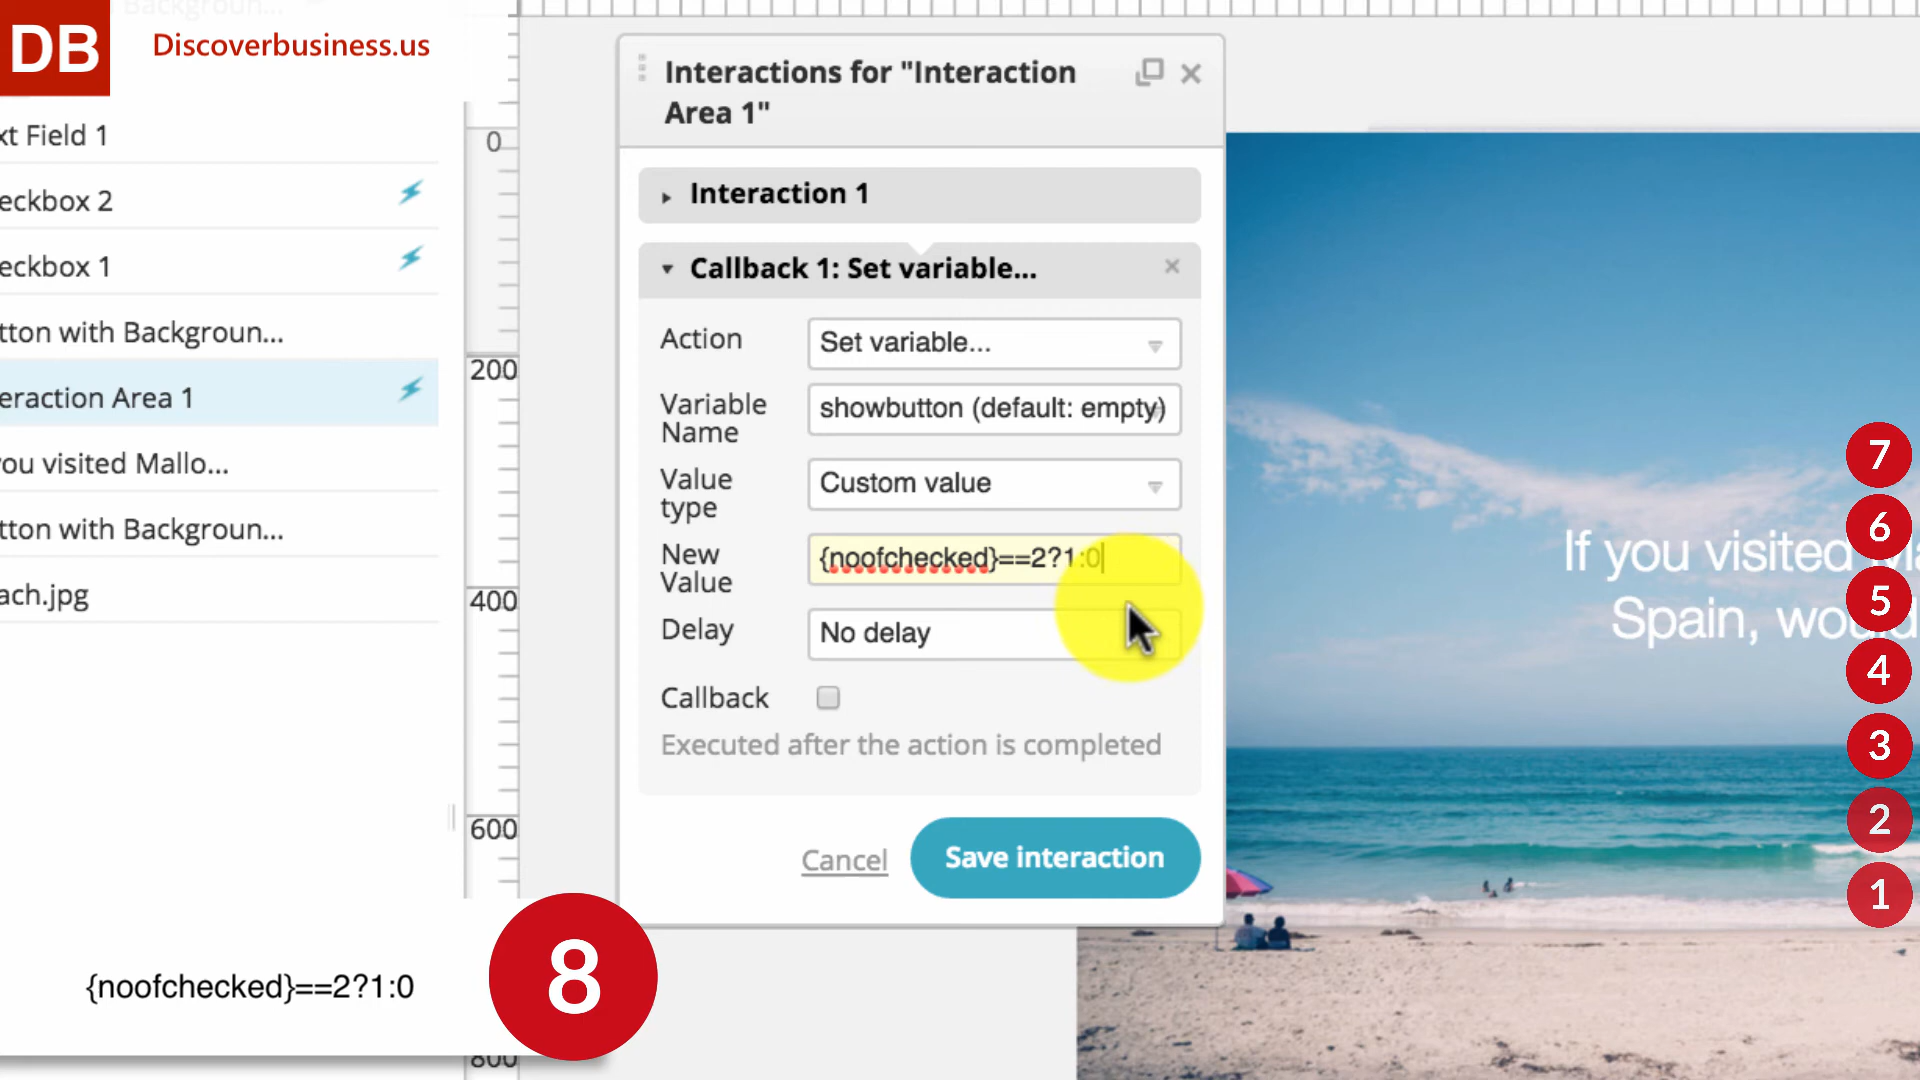 DB
Discoverbusiness.us
xt Field 1
eckbox 2
eckbox 1
tton with Backgroun...
eraction Area 1
you visited Mallo...
tton with Backgroun...
ach.jpg
{noofchecked}==2?1:0
8
0
200
400
600
800
Interactions for "Interaction
Area 1"
Interaction 1
Callback 1: Set variable...
Action
Set variable...
Variable
Name
showbutton (default: empty)
Value
type
Custom value
New
Value
{noofchecked}==2?1:0
Delay
No delay
Callback
Executed after the action is completed
Cancel
Save interaction
If you visited Ma
Spain, would
7
6
5
4
3
2
1